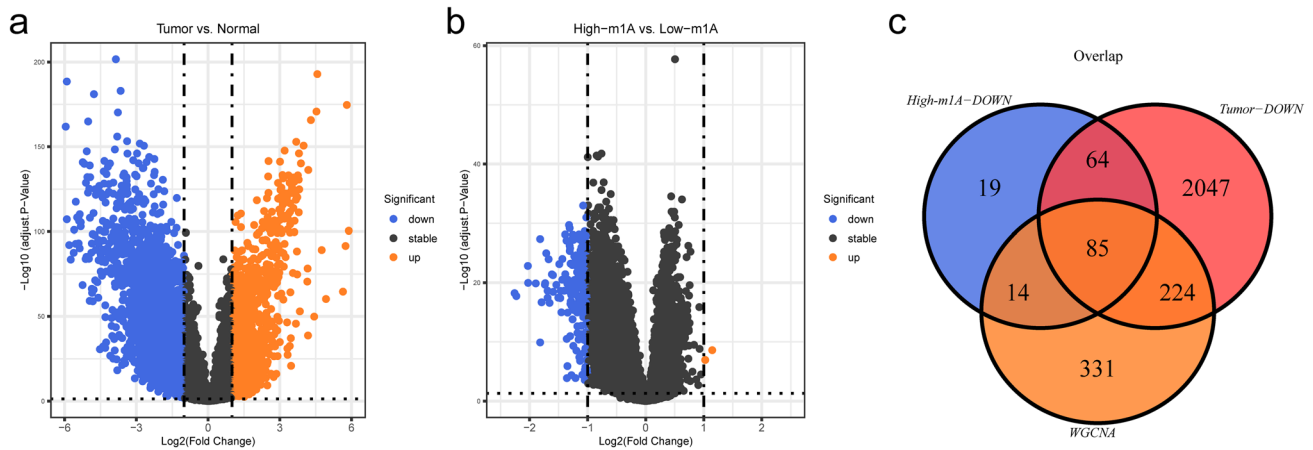 a
Tumor vs. Normal
200
150
100
50
0
−Log10 (adjust.P−Value)
−6
−3
0
3
6
Log2(Fold Change)
Significant
down
stable
up
b
High−m1A vs. Low−m1A
60
40
20
0
−Log10 (adjust.P−Value)
−2
−1
0
1
2
Log2(Fold Change)
Significant
down
stable
up
c
Overlap
High-m1A−DOWN
Tumor−DOWN
64
19
2047
85
14
224
331
WGCNA